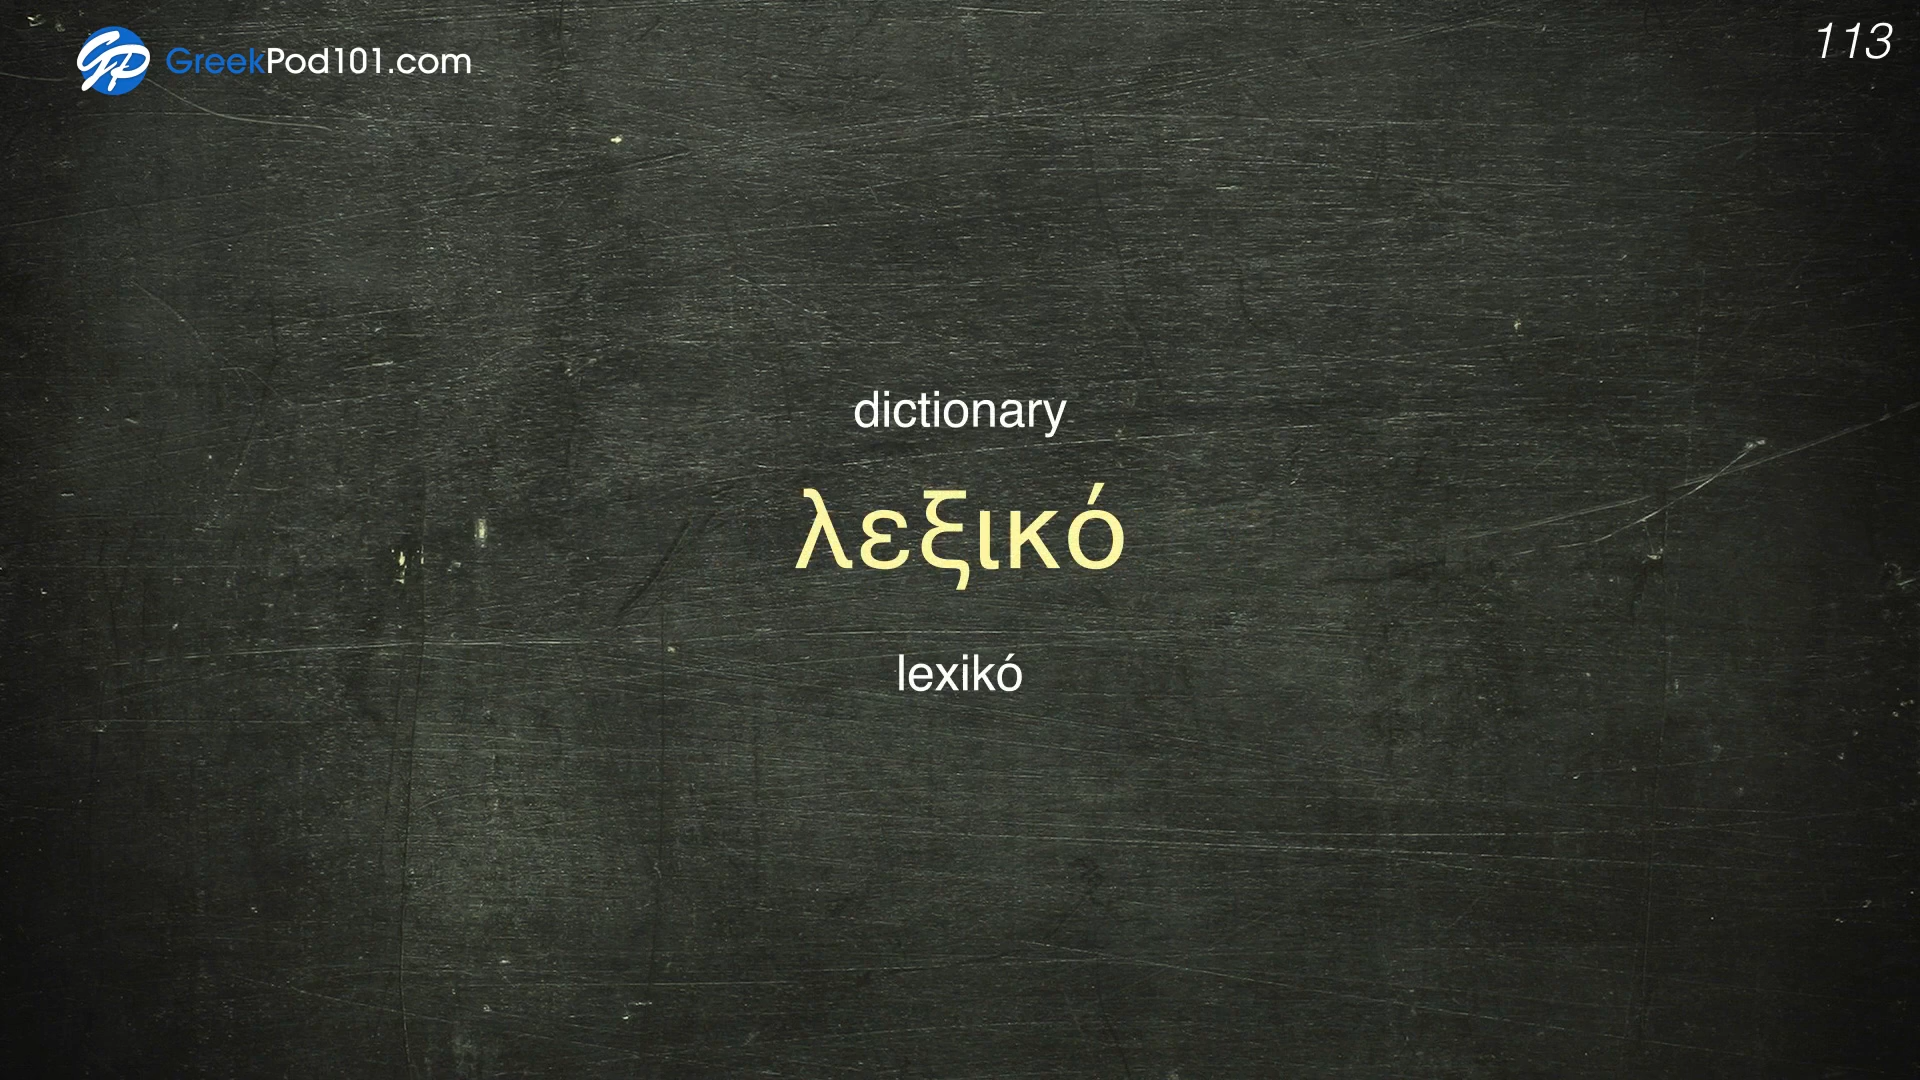 GreekPod101.com
113
dictionary
λεξικό
lexikó